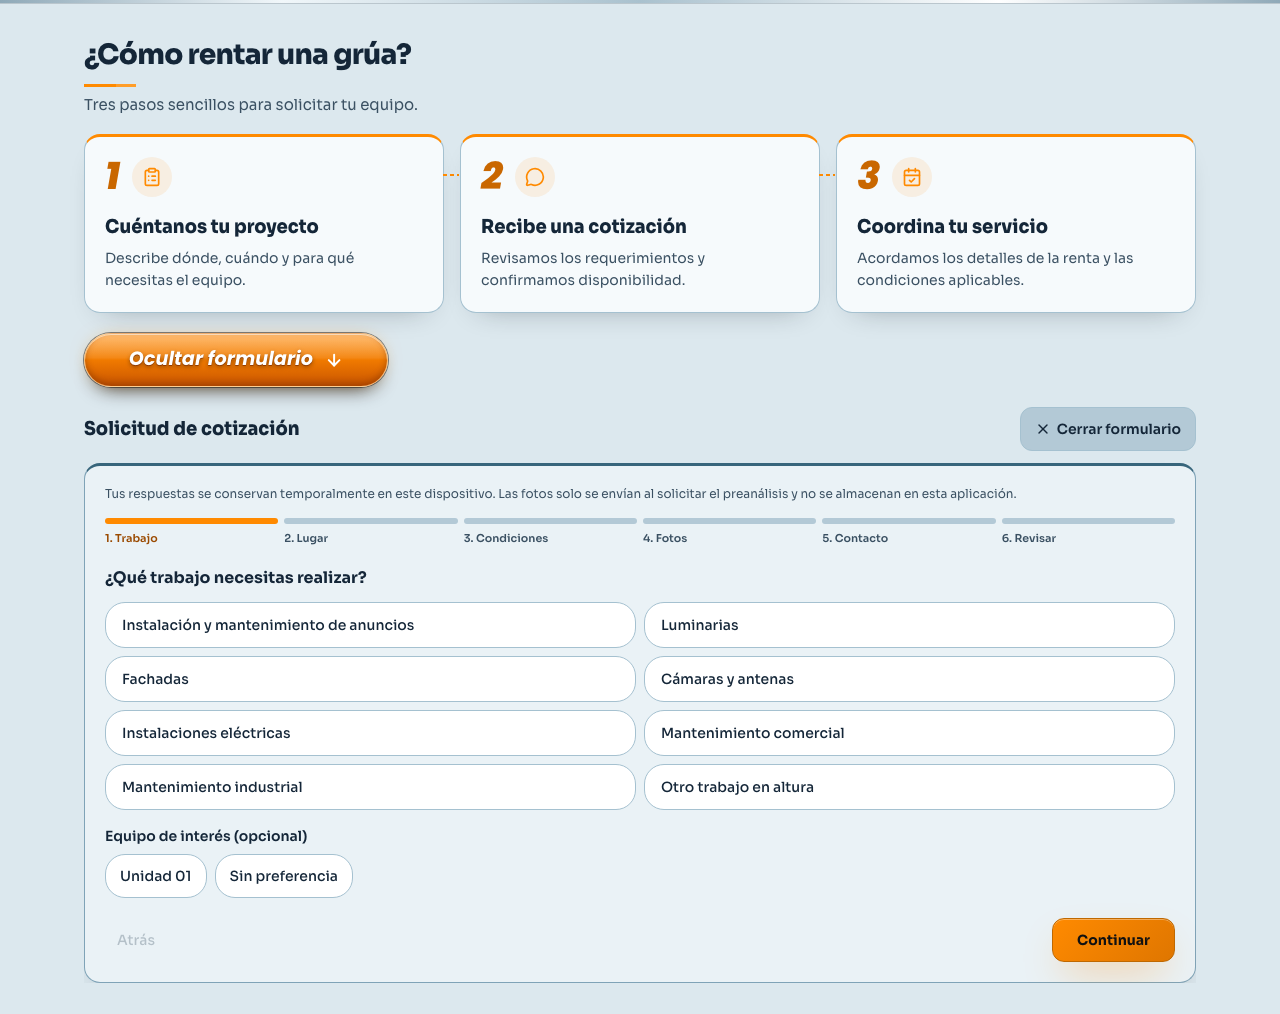 ¿Cómo rentar una grúa?
Tres pasos sencillos para solicitar tu equipo.
1
Cuéntanos tu proyecto
Describe dónde, cuándo y para qué
necesitas el equipo.
2
Recibe una cotización
Revisamos los requerimientos y
confirmamos disponibilidad.
3
Coordina tu servicio
Acordamos los detalles de la renta y las
condiciones aplicables.
Ocultar formulario
Solicitud de cotización
Cerrar formulario
Tus respuestas se conservan temporalmente en este dispositivo. Las fotos solo se envían al solicitar el preanálisis y no se almacenan en esta aplicación.
1. Trabajo
2. Lugar
3. Condiciones
4. Fotos
5. Contacto
6. Revisar
¿Qué trabajo necesitas realizar?
Instalación y mantenimiento de anuncios
Luminarias
Fachadas
Cámaras y antenas
Instalaciones eléctricas
Mantenimiento comercial
Mantenimiento industrial
Otro trabajo en altura
Equipo de interés (opcional)
Unidad 01
Sin preferencia
Atrás
Continuar